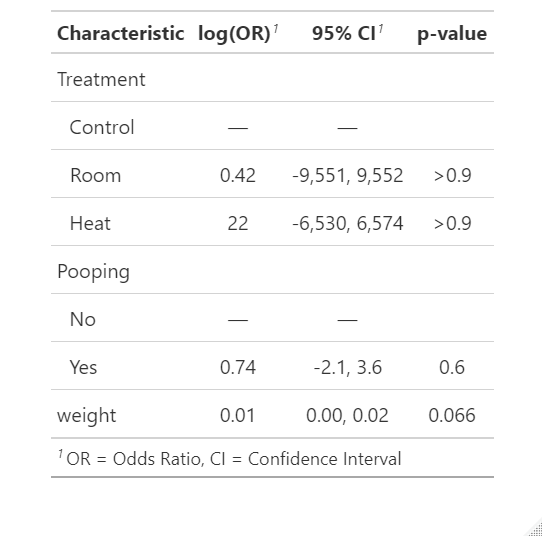 Characteristic log(OR)¹ 95% CI¹ p-value
Treatment
Control — —
Room 0.42 -9,551, 9,552 >0.9
Heat 22 -6,530, 6,574 >0.9
Pooping
No — —
Yes 0.74 -2.1, 3.6 0.6
weight 0.01 0.00, 0.02 0.066
¹ OR = Odds Ratio, CI = Confidence Interval